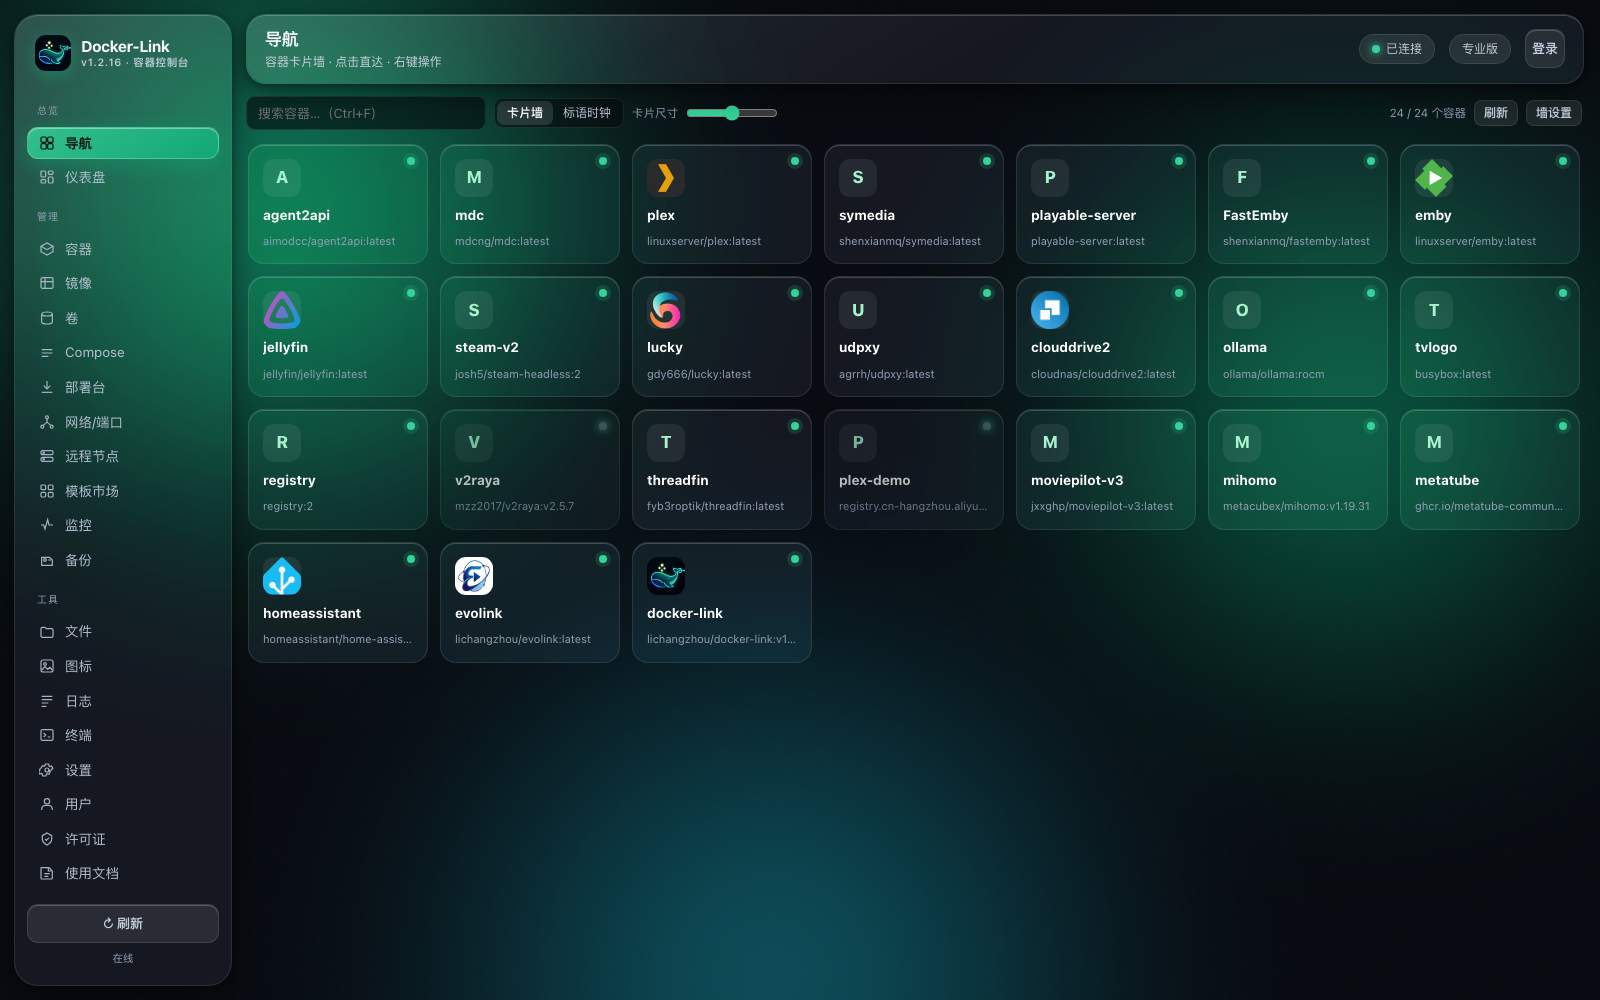 Docker-Link
v1.2.16 · 容器控制台
总览
导航
仪表盘
管理
容器
镜像
卷
Compose
部署台
网络/端口
远程节点
模板市场
监控
备份
工具
文件
图标
日志
终端
设置
用户
许可证
使用文档
刷新
在线
导航
容器卡片墙 · 点击直达 · 右键操作
已连接
专业版
登录
搜索容器... (Ctrl+F)
卡片墙
标语时钟
卡片尺寸
24 / 24 个容器
刷新
墙设置
A
agent2api
aimodcc/agent2api:latest
M
mdc
mdcng/mdc:latest
plex
linuxserver/plex:latest
S
symedia
shenxianmq/symedia:latest
P
playable-server
playable-server:latest
F
FastEmby
shenxianmq/fastemby:latest
emby
linuxserver/emby:latest
jellyfin
jellyfin/jellyfin:latest
S
steam-v2
josh5/steam-headless:2
lucky
gdy666/lucky:latest
U
udpxy
agrrh/udpxy:latest
clouddrive2
cloudnas/clouddrive2:latest
O
ollama
ollama/ollama:rocm
T
tvlogo
busybox:latest
R
registry
registry:2
V
v2raya
mzz2017/v2raya:v2.5.7
T
threadfin
fyb3roptik/threadfin:latest
P
plex-demo
registry.cn-hangzhou.aliyu...
M
moviepilot-v3
jxxghp/moviepilot-v3:latest
M
mihomo
metacubex/mihomo:v1.19.31
M
metatube
ghcr.io/metatube-commun...
homeassistant
homeassistant/home-assis...
evolink
lichangzhou/evolink:latest
docker-link
lichangzhou/docker-link:v1...